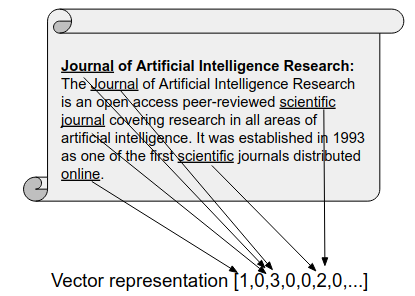 Journal of Artificial Intelligence Research:
The Journal of Artificial Intelligence Research
is an open access peer-reviewed scientific
journal covering research in all areas of
artificial intelligence. It was established in 1993
as one of the first scientific journals distributed
online.
Vector representation [1,0,3,0,0,2,0,...]